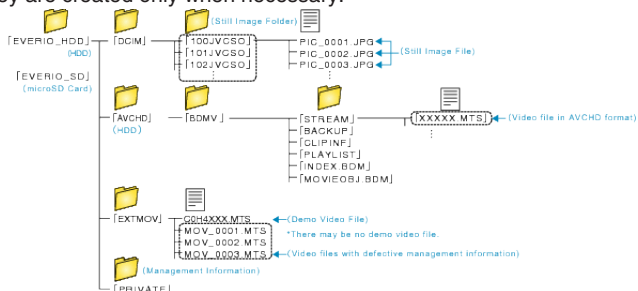 ey are created only when necessary.
(Still Image Folder)
[EVERIO_HDD] [DCIM] [100JVCSO] PIC_0001.JPG
(HDD) [101JVCSO] PIC_0002.JPG (Still Image File)
[102JVCSO] PIC_0003.JPG
[EVERIO_SD]
(microSD Card)
[AVCHD] [BDMV] [STREAM] [XXXXX.MTS] (Video file in AVCHD format)
(HDD) [BACKUP]
[CLIPINF]
[PLAYLIST]
[INDEX.BDM]
[MOVIEOBJ.BDM]
[EXTMOV] C0H4XXX.MTS (Demo Video File)
MOV_0001.MTS *There may be no demo video file.
MOV_0002.MTS
MOV_0003.MTS (Video files with defective management information)
(Management Information)
[PRIVATE]